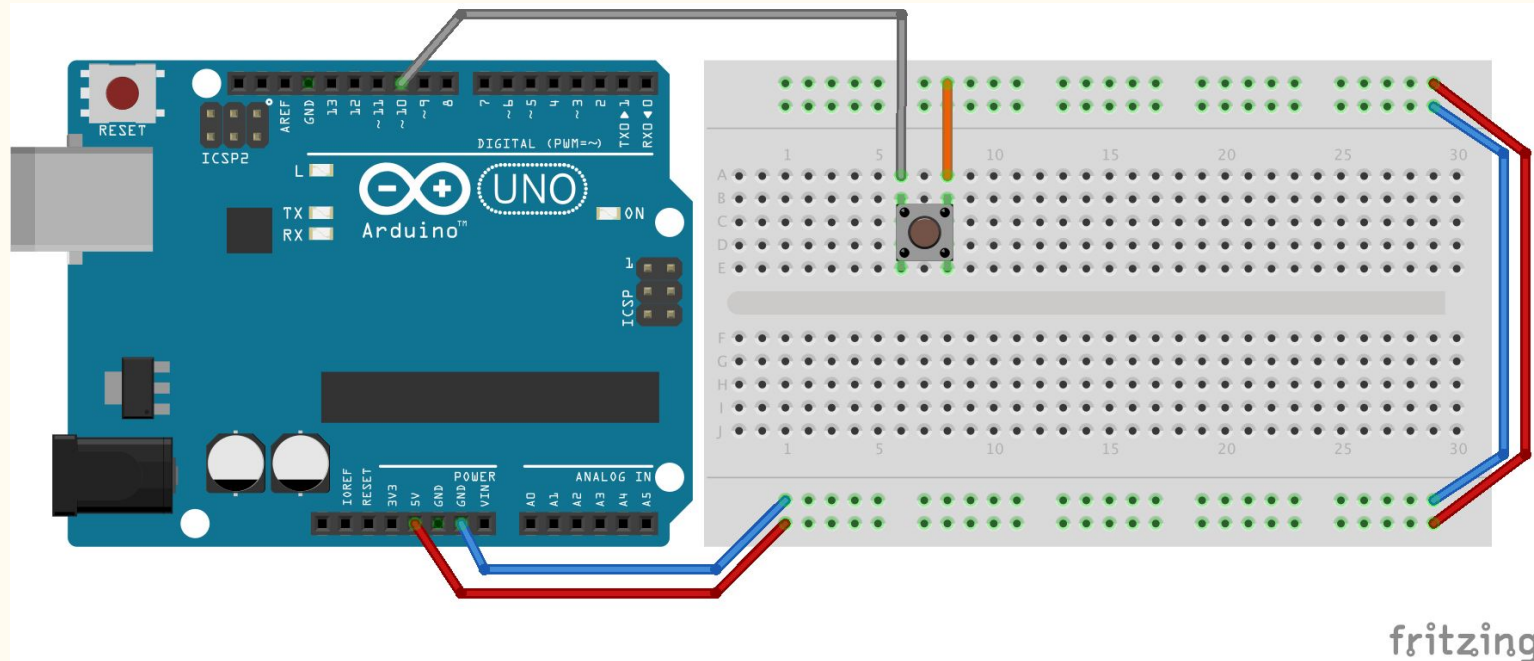 RESET
ICSP2
AREF
GND
13
12
~11
~10
~9
8
7
~6
~5
4
~3
2
TX0▶1
RX0◀0
DIGITAL (PWM=~)
L
TX
RX
UNO
Arduino™
ON
1
ICSP
IOREF
RESET
3V3
5V
GND
GND
VIN
POWER
ANALOG IN
A0
A1
A2
A3
A4
A5
1 5 10 15 20 25 30
A
B
C
D
E
F
G
H
I
J
1 5 10 15 20 25 30
fritzing